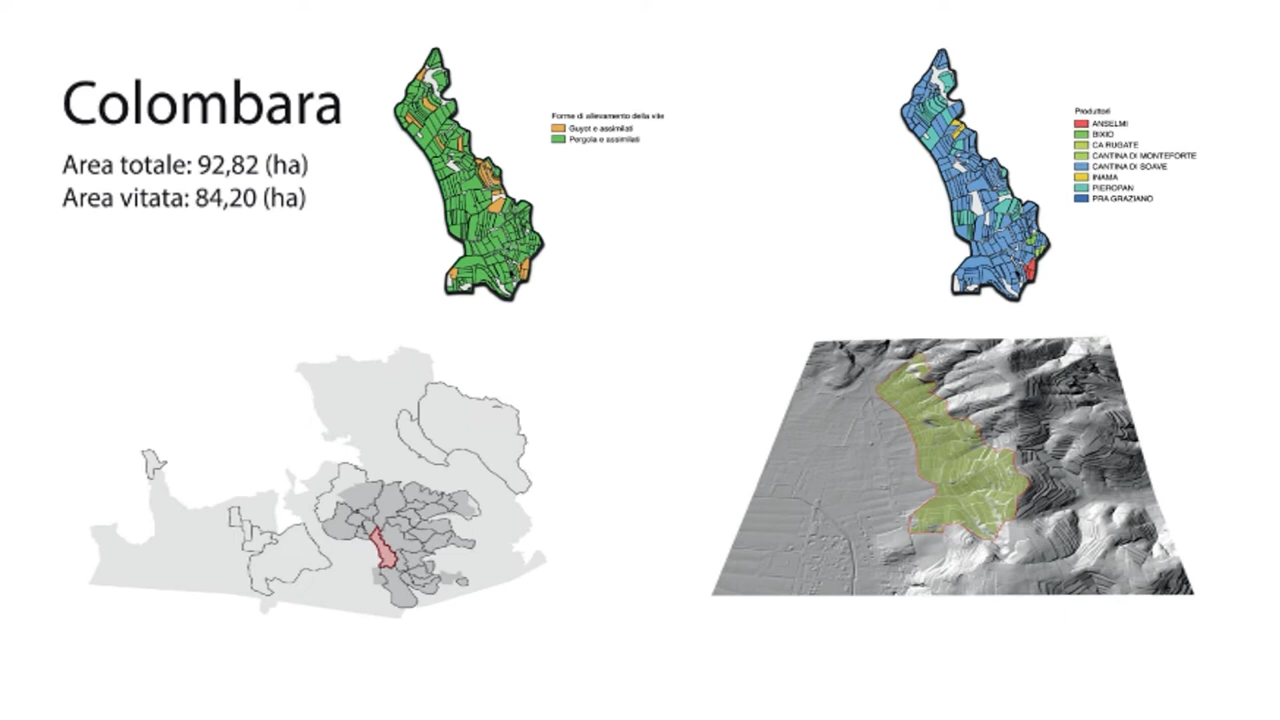 Colombara
Area totale: 92,82 (ha)
Area vitata: 84,20 (ha)
Forme di allevamento della vite
Guyot e assimilati
Pergola e assimilati
Produttori
ANSELMI
BIXIO
CA RUGATE
CANTINA DI MONTEFORTE
CANTINA DI SOAVE
INAMA
PIEROPAN
PRA GRAZIANO